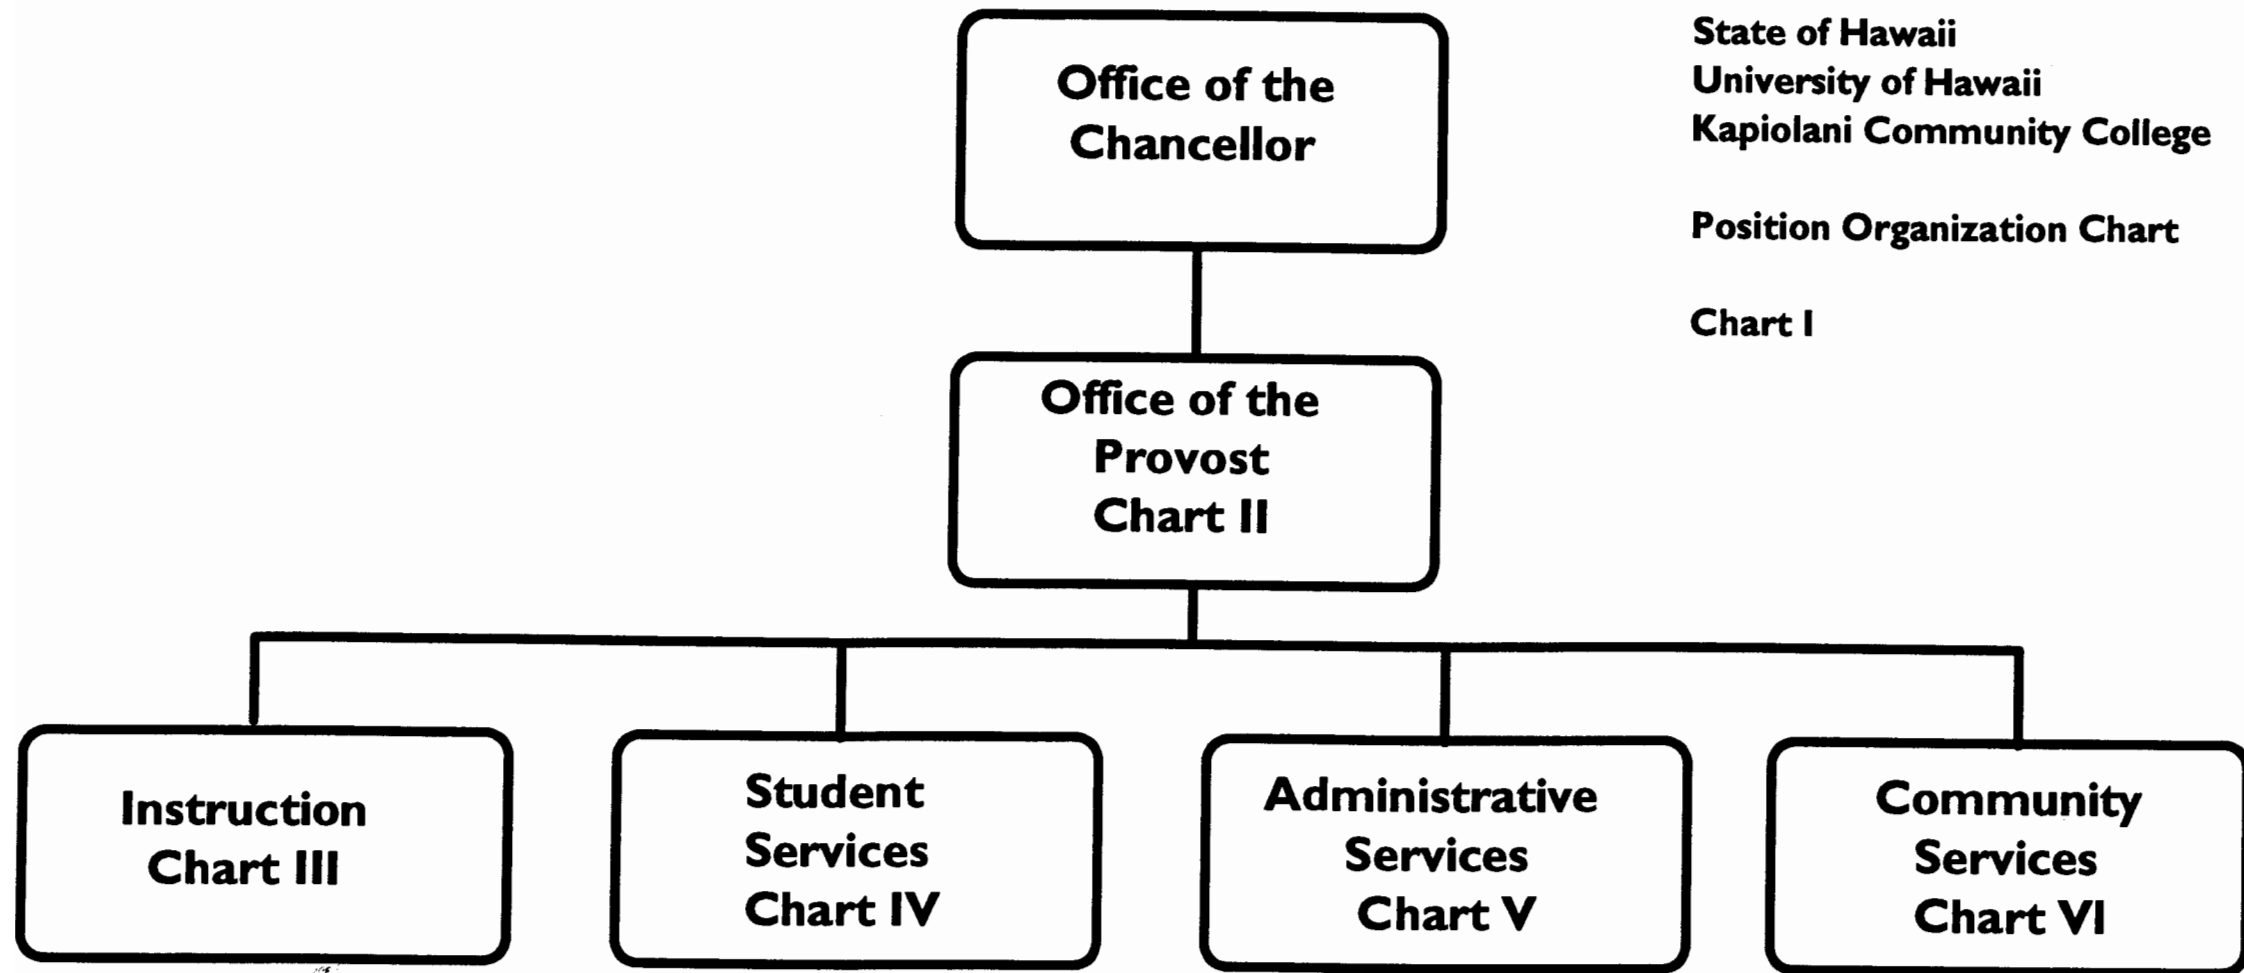 State of Hawaii
University of Hawaii
Kapiolani Community College
Position Organization Chart
Chart I
Office of the
Chancellor
Office of the
Provost
Chart II
Instruction
Chart III
Student
Services
Chart IV
Administrative
Services
Chart V
Community
Services
Chart VI